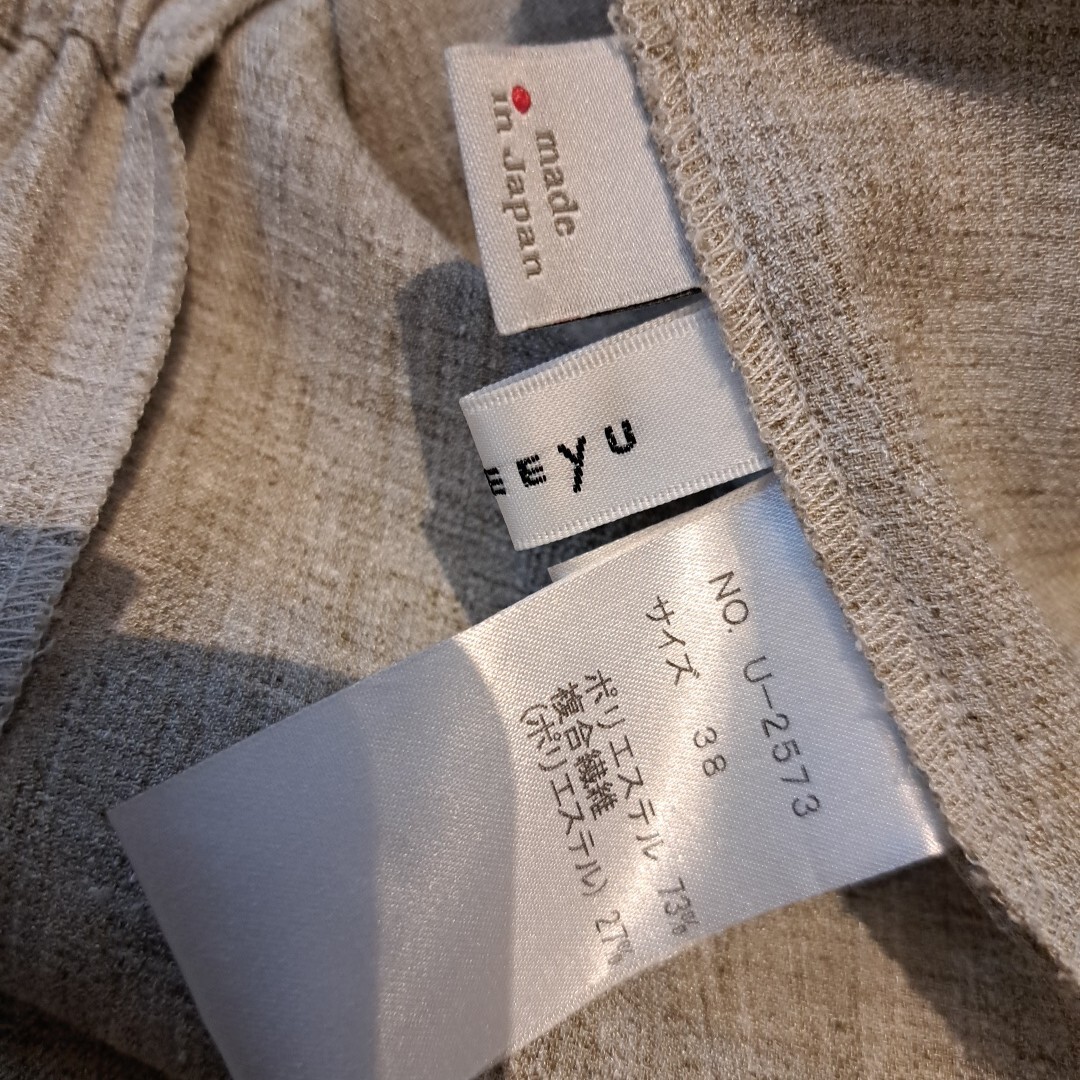 made
in Japan
EEYU
NO. U-2573
サイズ 38
ポリエステル 73%
複合繊維
(ポリエステル) 27%